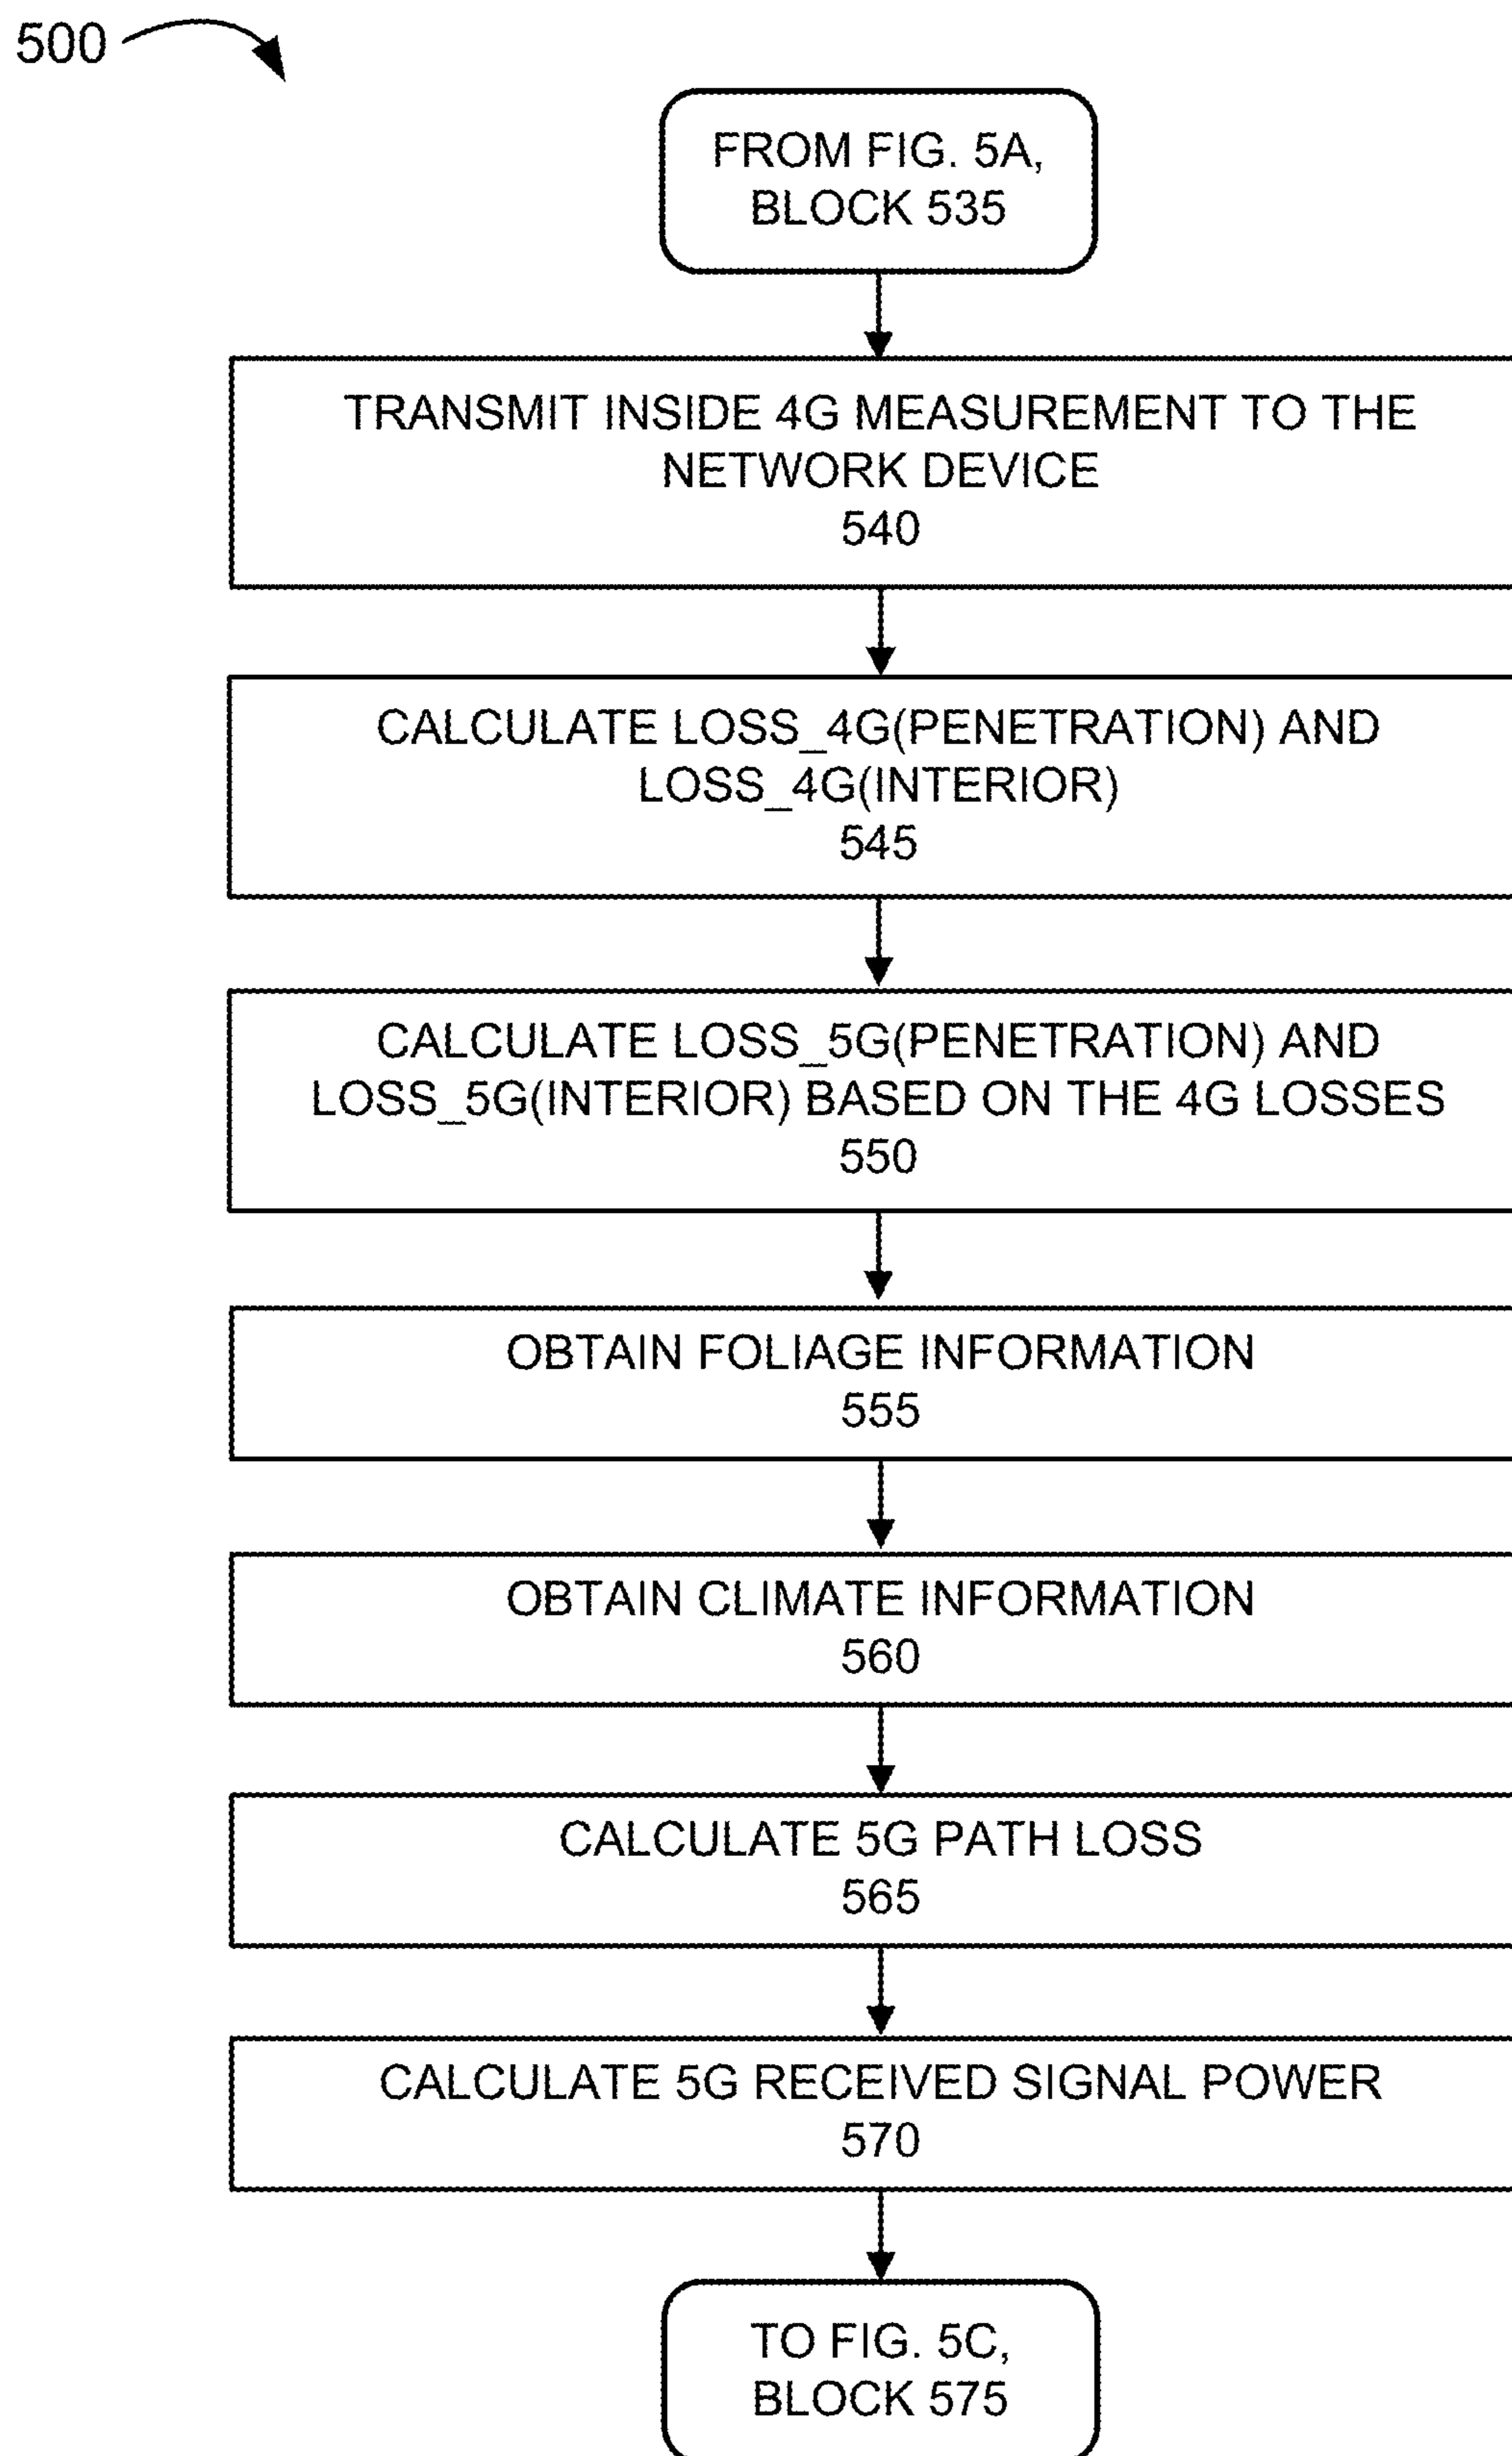 500
FROM FIG. 5A,
BLOCK 535
TRANSMIT INSIDE 4G MEASUREMENT TO THE
NETWORK DEVICE
540
CALCULATE LOSS_4G(PENETRATION) AND
LOSS_4G(INTERIOR)
545
CALCULATE LOSS_5G(PENETRATION) AND
LOSS_5G(INTERIOR) BASED ON THE 4G LOSSES
550
OBTAIN FOLIAGE INFORMATION
555
OBTAIN CLIMATE INFORMATION
560
CALCULATE 5G PATH LOSS
565
CALCULATE 5G RECEIVED SIGNAL POWER
570
TO FIG. 5C,
BLOCK 575